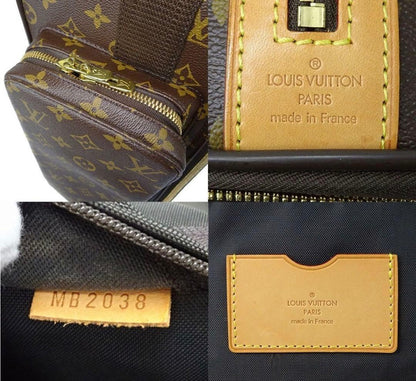 ®
LOUIS VUITTON
PARIS
made in France
MB2038
®
LOUIS VUITTON
PARIS
made in France